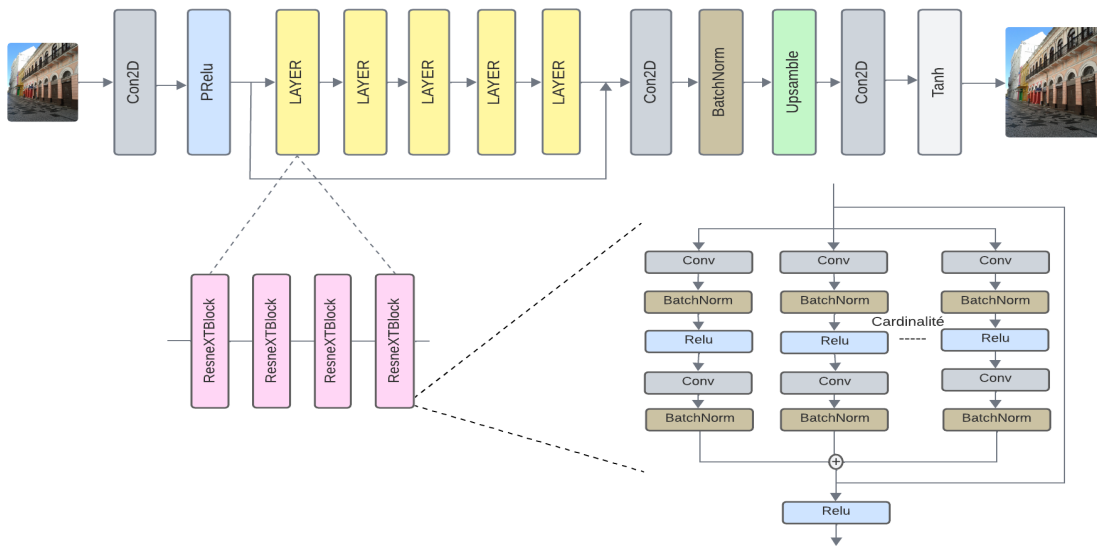 Con2D
PRelu
LAYER
LAYER
LAYER
LAYER
LAYER
Con2D
BatchNorm
Upsamble
Con2D
Tanh
ResneXTBlock
ResneXTBlock
ResneXTBlock
ResneXTBlock
Conv
Conv
Conv
BatchNorm
BatchNorm
BatchNorm
Cardinalité
Relu
Relu
Relu
Conv
Conv
Conv
BatchNorm
BatchNorm
BatchNorm
+
Relu